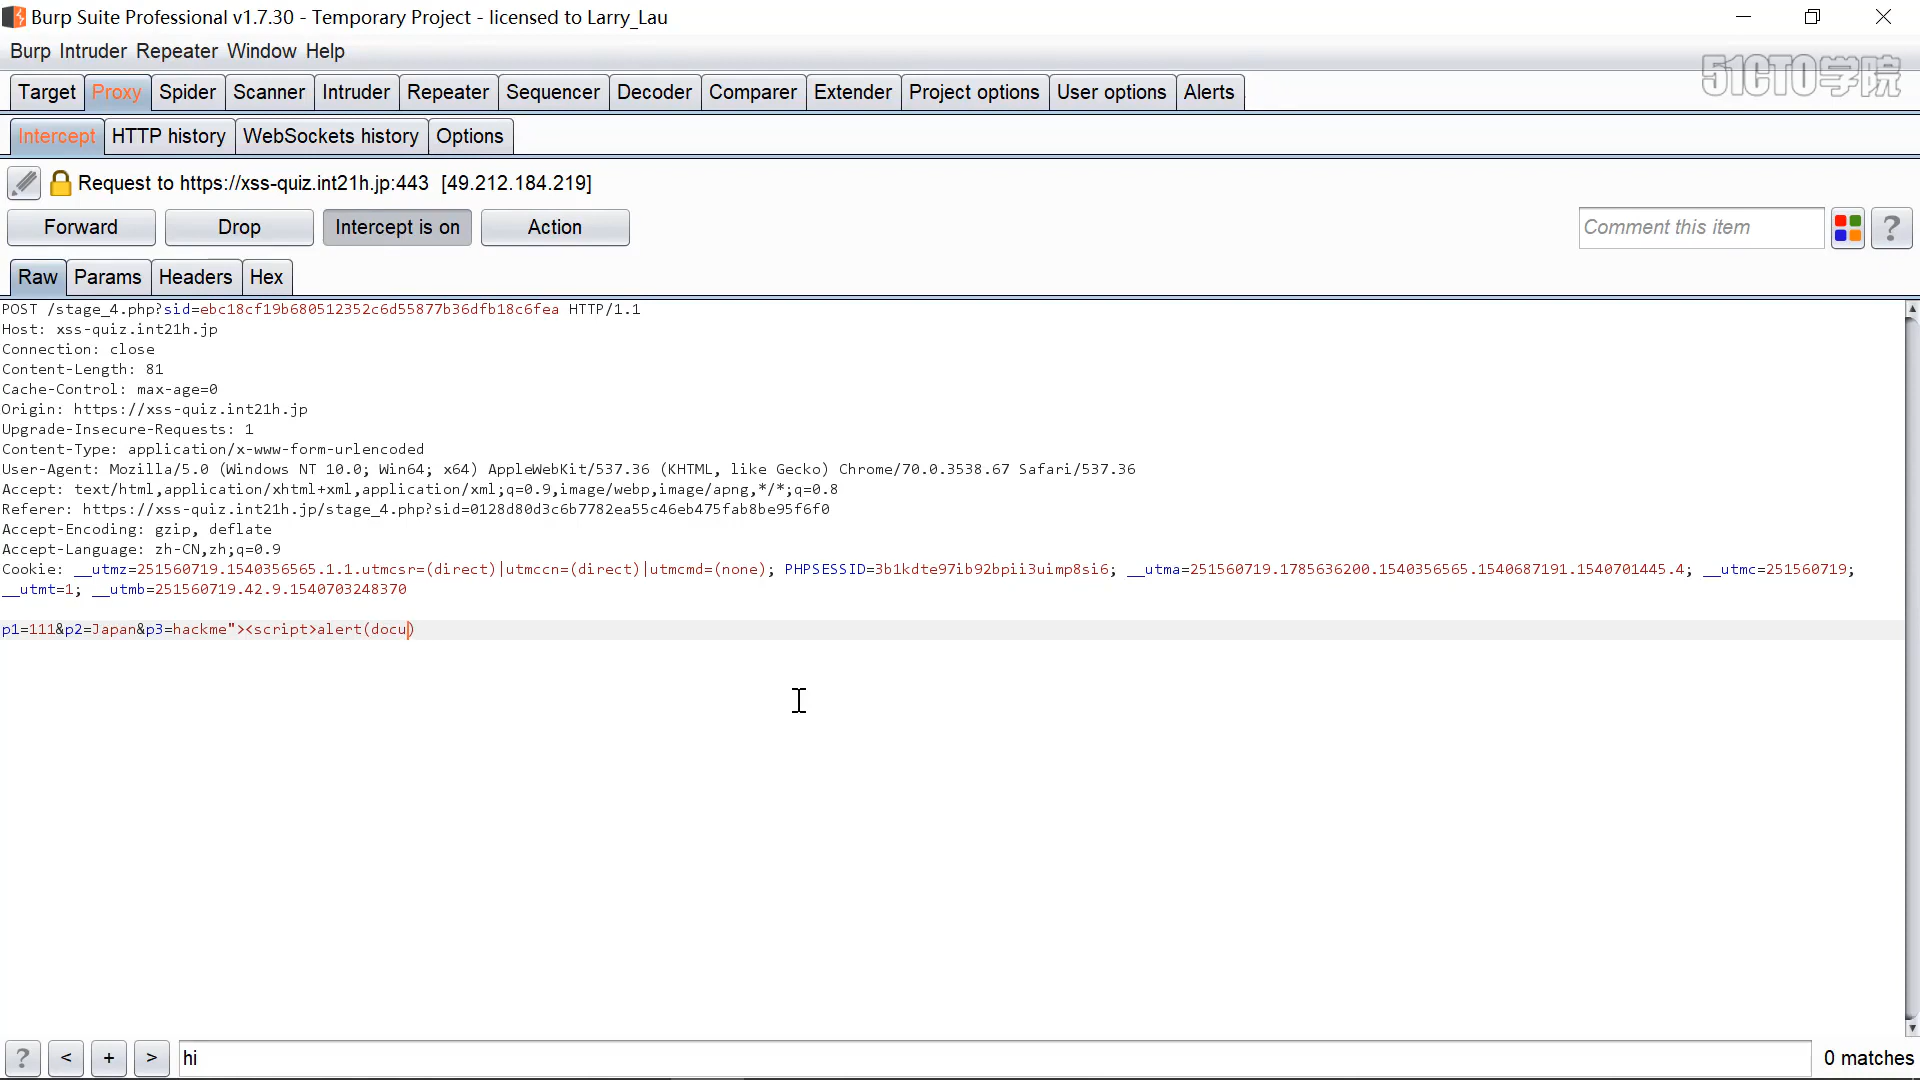 Burp Suite Professional v1.7.30 - Temporary Project - licensed to Larry_Lau
Burp Intruder Repeater Window Help
51CTO学院
Target Proxy Spider Scanner Intruder Repeater Sequencer Decoder Comparer Extender Project options User options Alerts
Intercept HTTP history WebSockets history Options
Request to https://xss-quiz.int21h.jp:443 [49.212.184.219]
Forward Drop Intercept is on Action Comment this item ?
Raw Params Headers Hex
POST /stage_4.php?sid=ebc18cf19b680512352c6d55877b36dfb18c6fea HTTP/1.1
Host: xss-quiz.int21h.jp
Connection: close
Content-Length: 81
Cache-Control: max-age=0
Origin: https://xss-quiz.int21h.jp
Upgrade-Insecure-Requests: 1
Content-Type: application/x-www-form-urlencoded
User-Agent: Mozilla/5.0 (Windows NT 10.0; Win64; x64) AppleWebKit/537.36 (KHTML, like Gecko) Chrome/70.0.3538.67 Safari/537.36
Accept: text/html,application/xhtml+xml,application/xml;q=0.9,image/webp,image/apng,*/*;q=0.8
Referer: https://xss-quiz.int21h.jp/stage_4.php?sid=0128d80d3c6b7782ea55c46eb475fab8be95f6f0
Accept-Encoding: gzip, deflate
Accept-Language: zh-CN,zh;q=0.9
Cookie: __utmz=251560719.1540356565.1.1.utmcsr=(direct)|utmccn=(direct)|utmcmd=(none); PHPSESSID=3b1kdte97ib92bpii3uimp8si6; __utma=251560719.1785636200.1540356565.1540687191.1540701445.4; __utmc=251560719;
__utmt=1; __utmb=251560719.42.9.1540703248370
p1=111&p2=Japan&p3=hackme"><script>alert(docu)
? < + > hi 0 matches